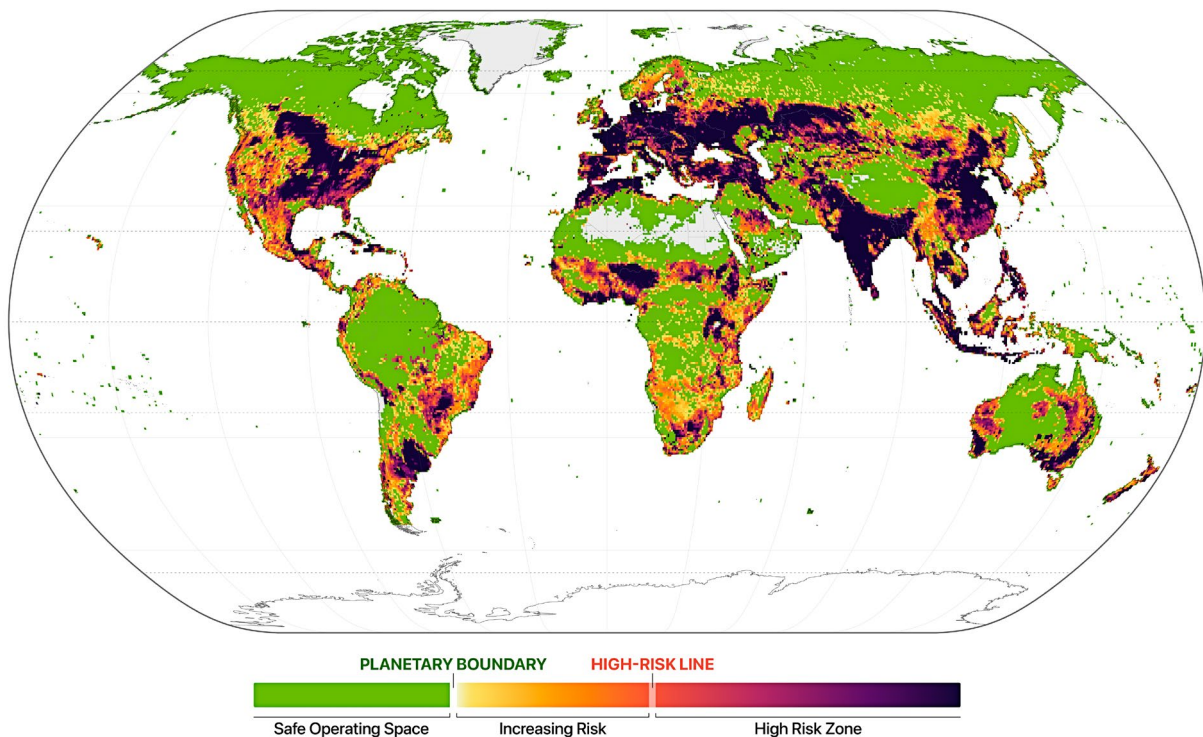 PLANETARY BOUNDARY HIGH-RISK LINE
Safe Operating Space Increasing Risk High Risk Zone